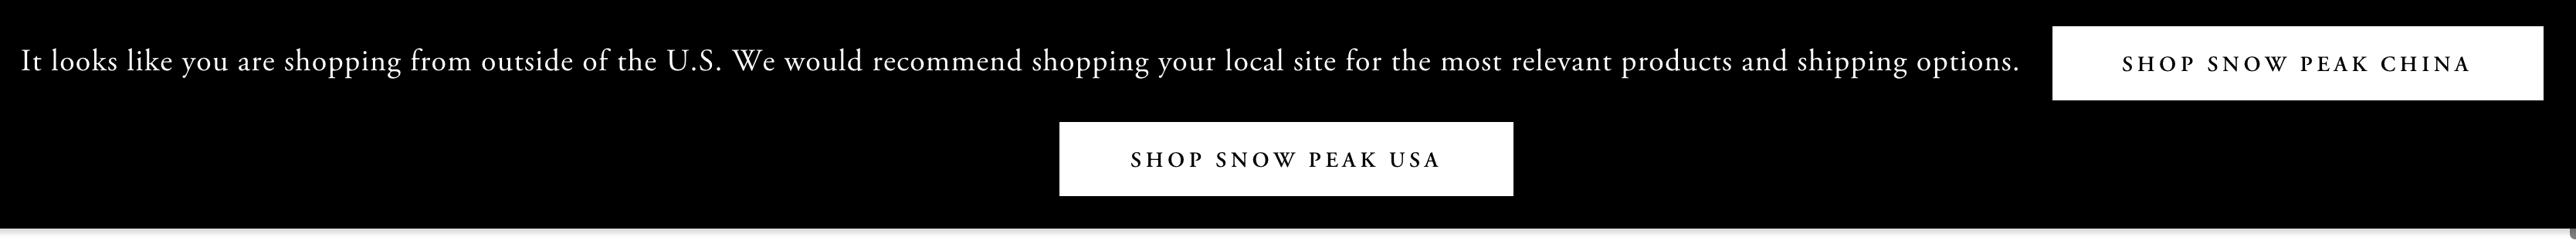 It looks like you are shopping from outside of the U.S. We would recommend shopping your local site for the most relevant products and shipping options.
SHOP SNOW PEAK CHINA
SHOP SNOW PEAK USA